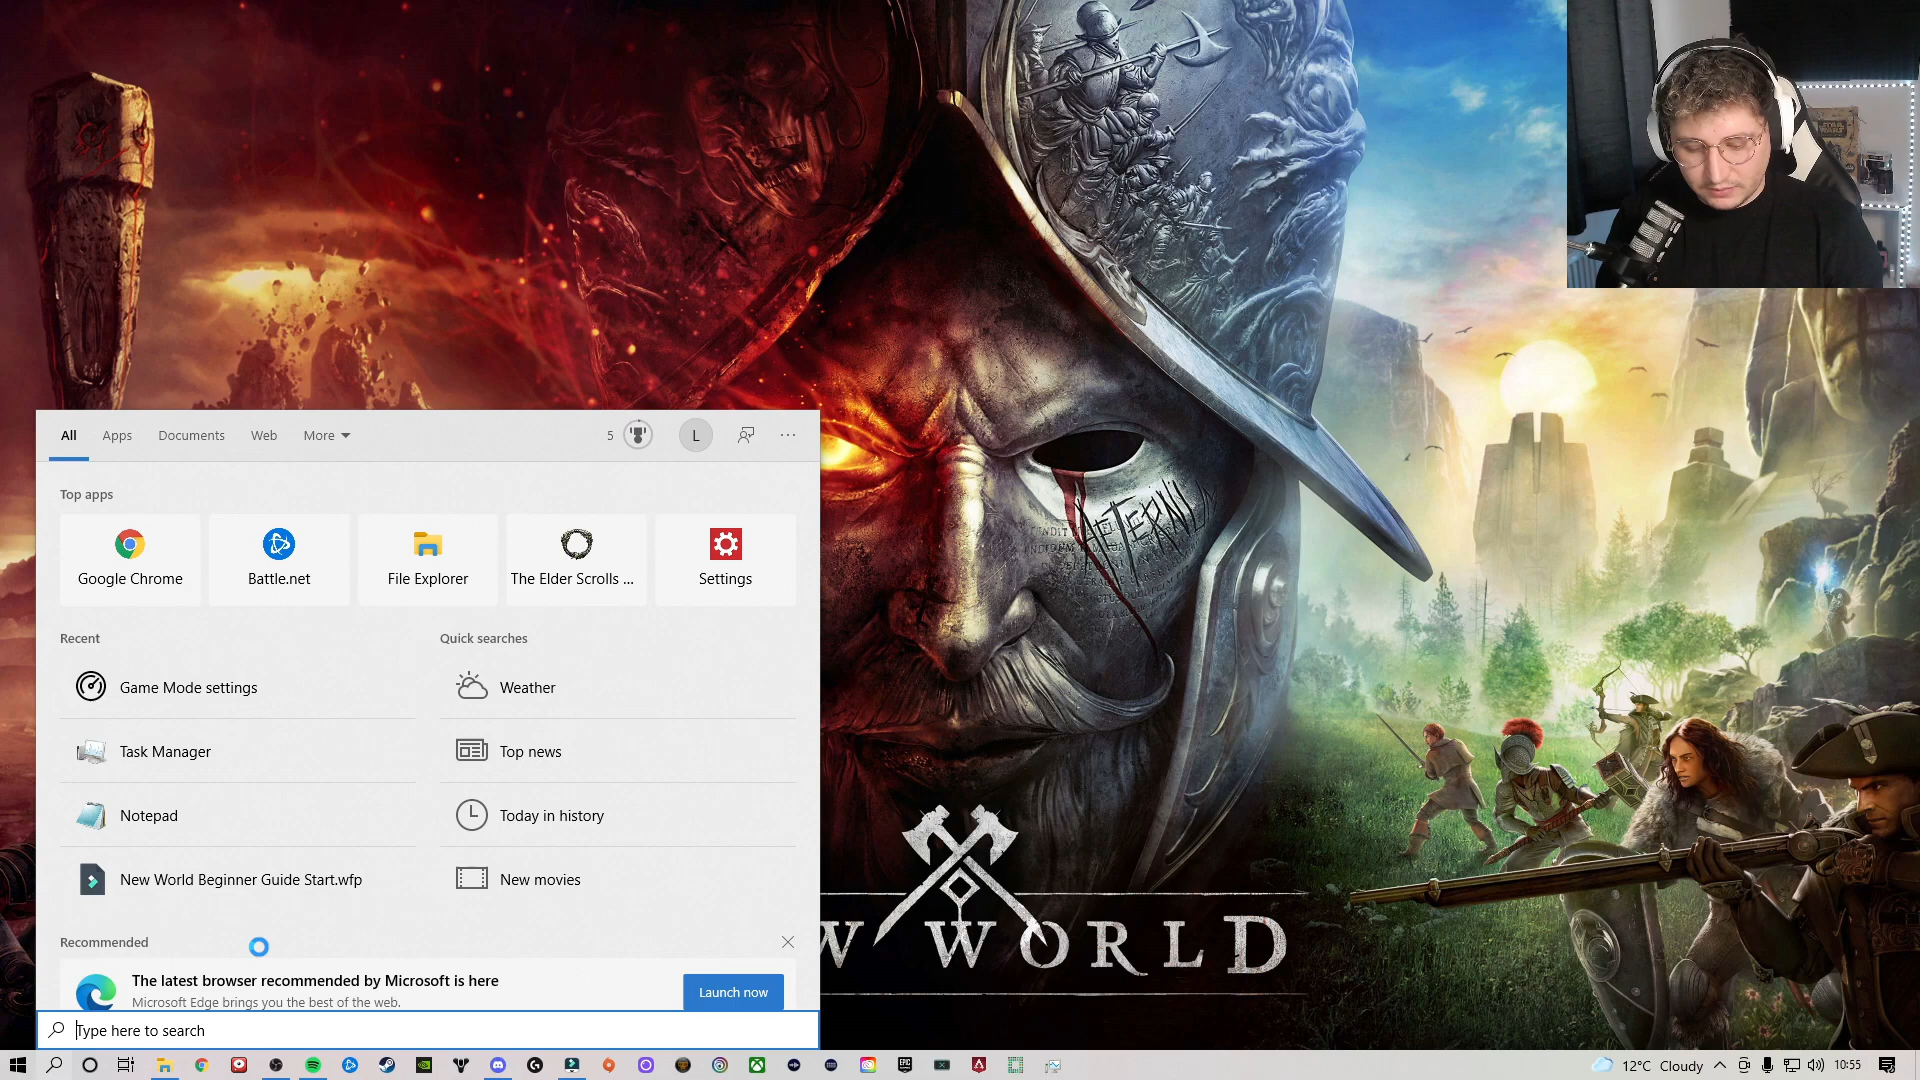 All
Apps
Documents
Web
More
5
L
Top apps
Google Chrome
Battle.net
File Explorer
The Elder Scrolls ...
Settings
Recent
Quick searches
Game Mode settings
Weather
Task Manager
Top news
Notepad
Today in history
New World Beginner Guide Start.wfp
New movies
Recommended
The latest browser recommended by Microsoft is here
Microsoft Edge brings you the best of the web.
Launch now
Type here to search
AETERNUM
W WORLD
12°C Cloudy
10:55